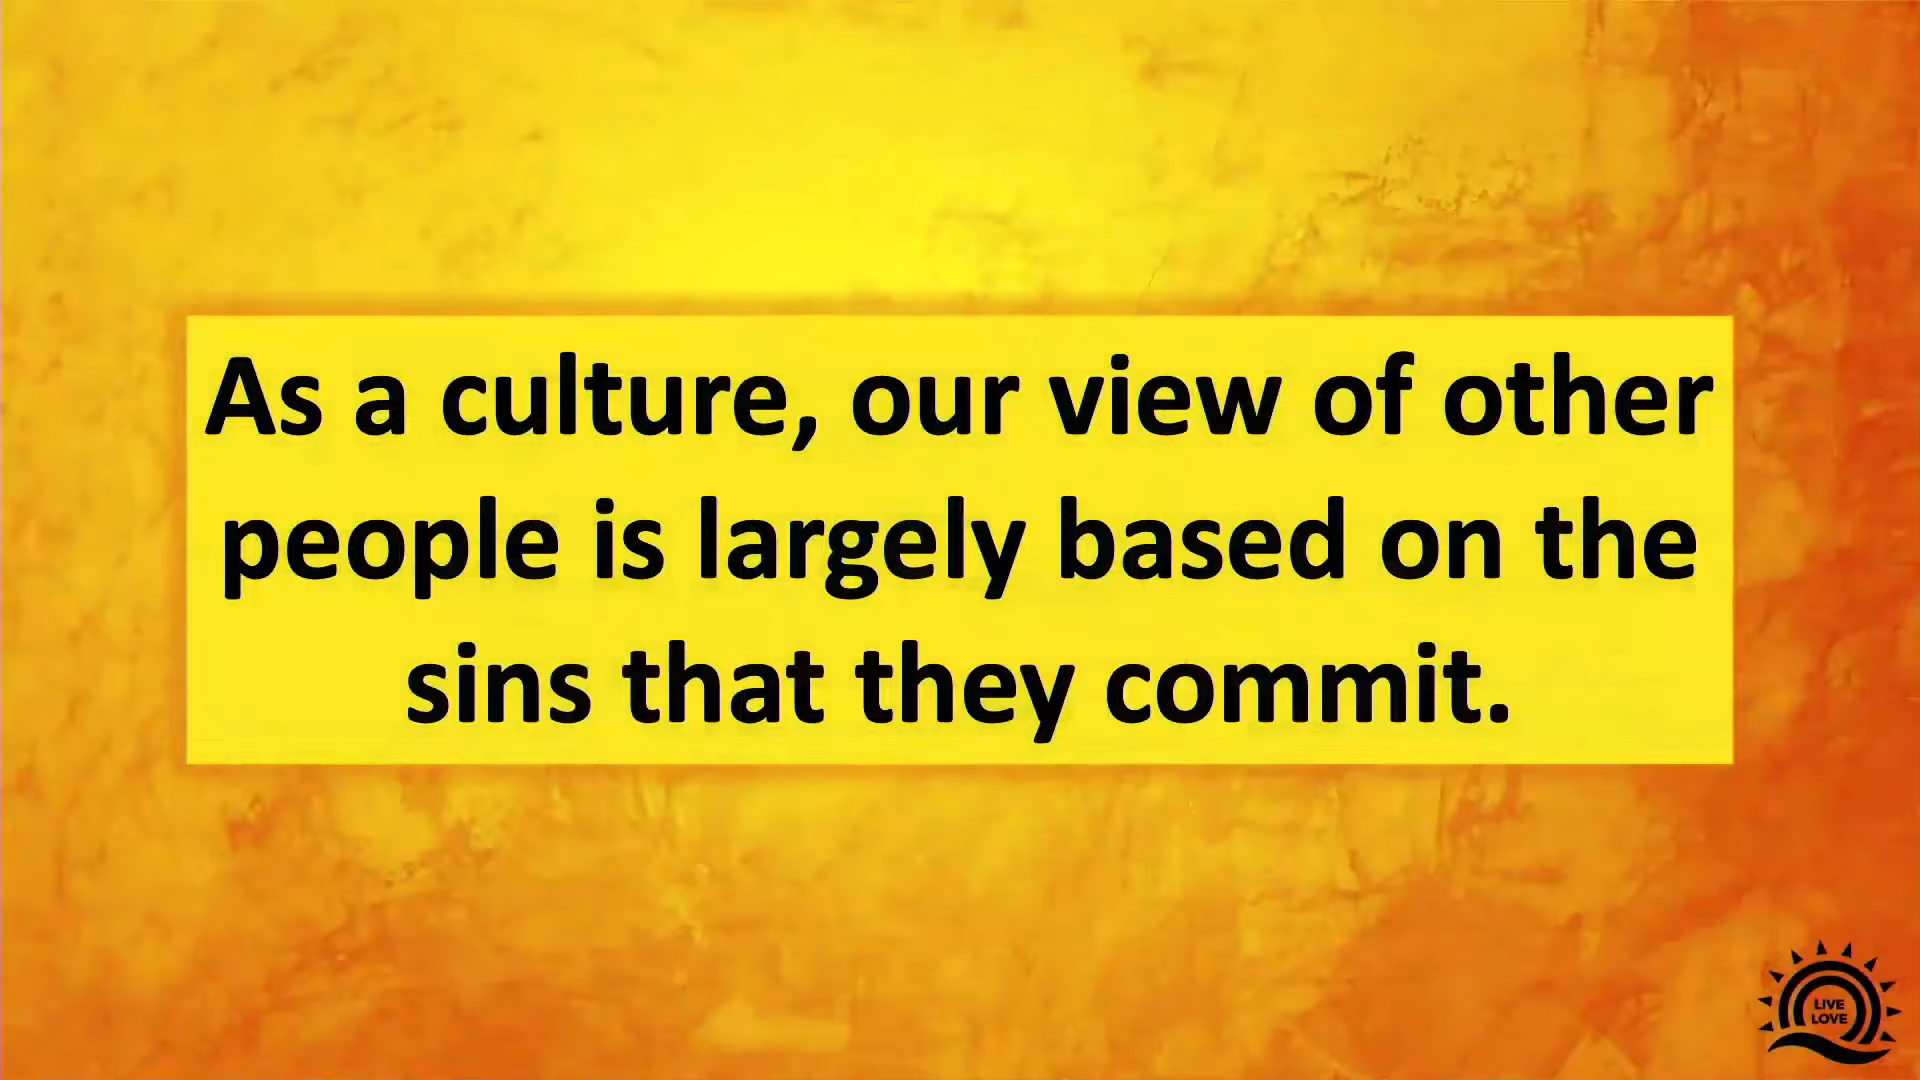 As a culture, our view of other
people is largely based on the
sins that they commit.
LIVE
LOVE